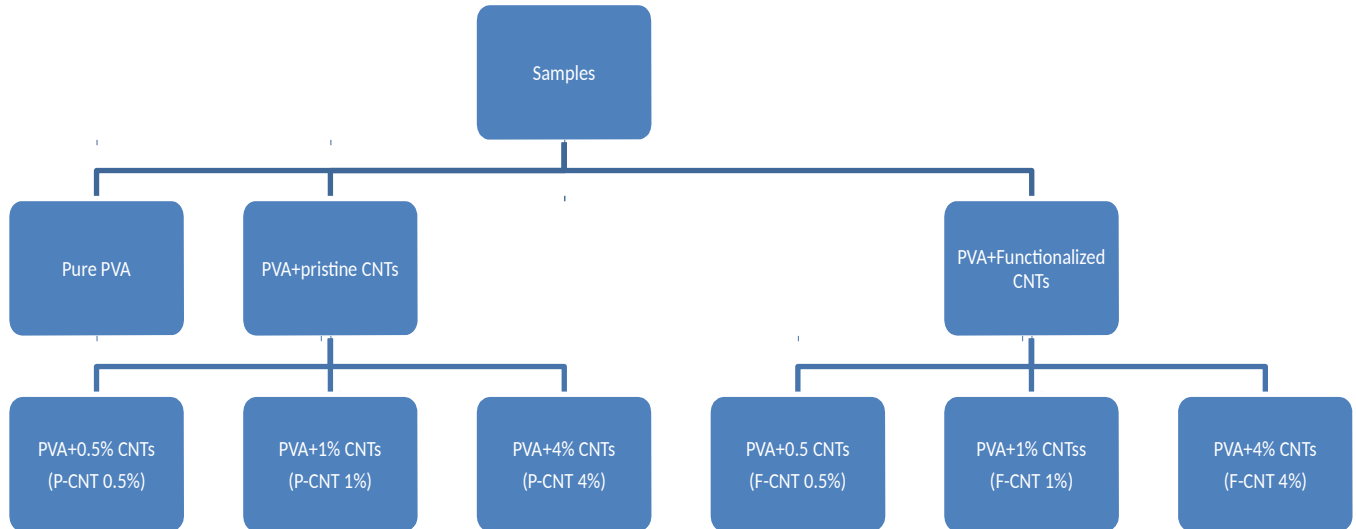 Samples
Pure PVA
PVA+pristine CNTs
PVA+Functionalized
CNTs
PVA+0.5% CNTs
(P-CNT 0.5%)
PVA+1% CNTs
(P-CNT 1%)
PVA+4% CNTs
(P-CNT 4%)
PVA+0.5 CNTs
(F-CNT 0.5%)
PVA+1% CNTss
(F-CNT 1%)
PVA+4% CNTs
(F-CNT 4%)